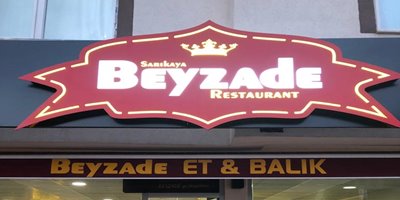 Sarıkaya
BEYZADE
RESTAURANT
BEYZADE ET & BALIK